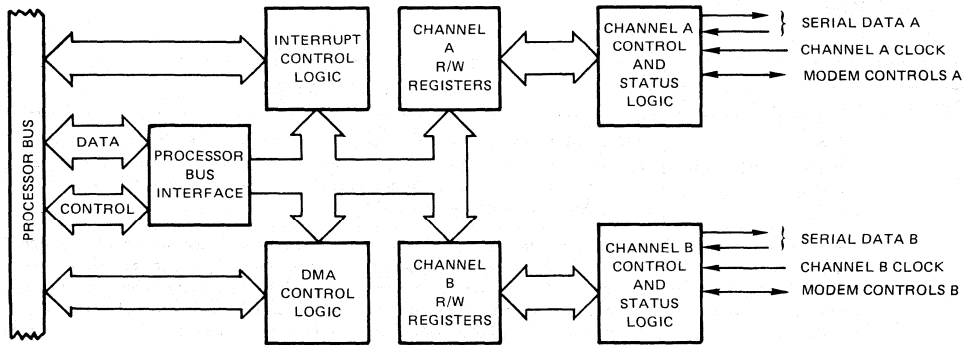 PROCESSOR BUS
DATA
CONTROL
PROCESSOR
BUS
INTERFACE
INTERRUPT
CONTROL
LOGIC
DMA
CONTROL
LOGIC
CHANNEL
A
R/W
REGISTERS
CHANNEL
B
R/W
REGISTERS
CHANNEL A
CONTROL
AND
STATUS
LOGIC
SERIAL DATA A
CHANNEL A CLOCK
MODEM CONTROLS A
CHANNEL B
CONTROL
AND
STATUS
LOGIC
SERIAL DATA B
CHANNEL B CLOCK
MODEM CONTROLS B